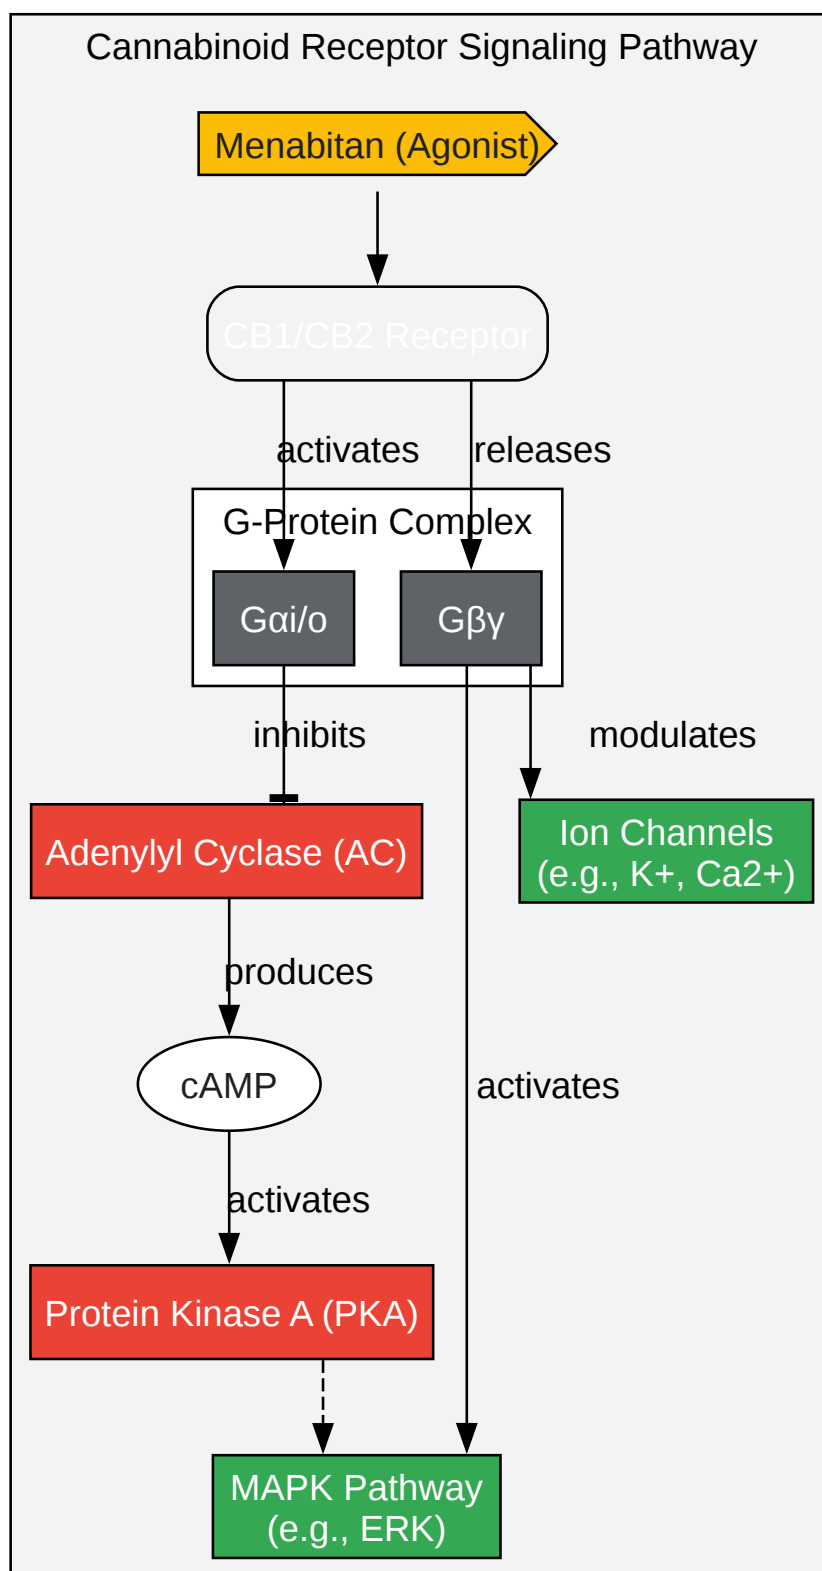 Cannabinoid Receptor Signaling Pathway
Menabitan (Agonist)
CB1/CB2 Receptor
activates
releases
G-Protein Complex
Gαi/o
Gβγ
inhibits
modulates
Adenylyl Cyclase (AC)
Ion Channels
(e.g., K+, Ca2+)
produces
cAMP
activates
activates
Protein Kinase A (PKA)
MAPK Pathway
(e.g., ERK)